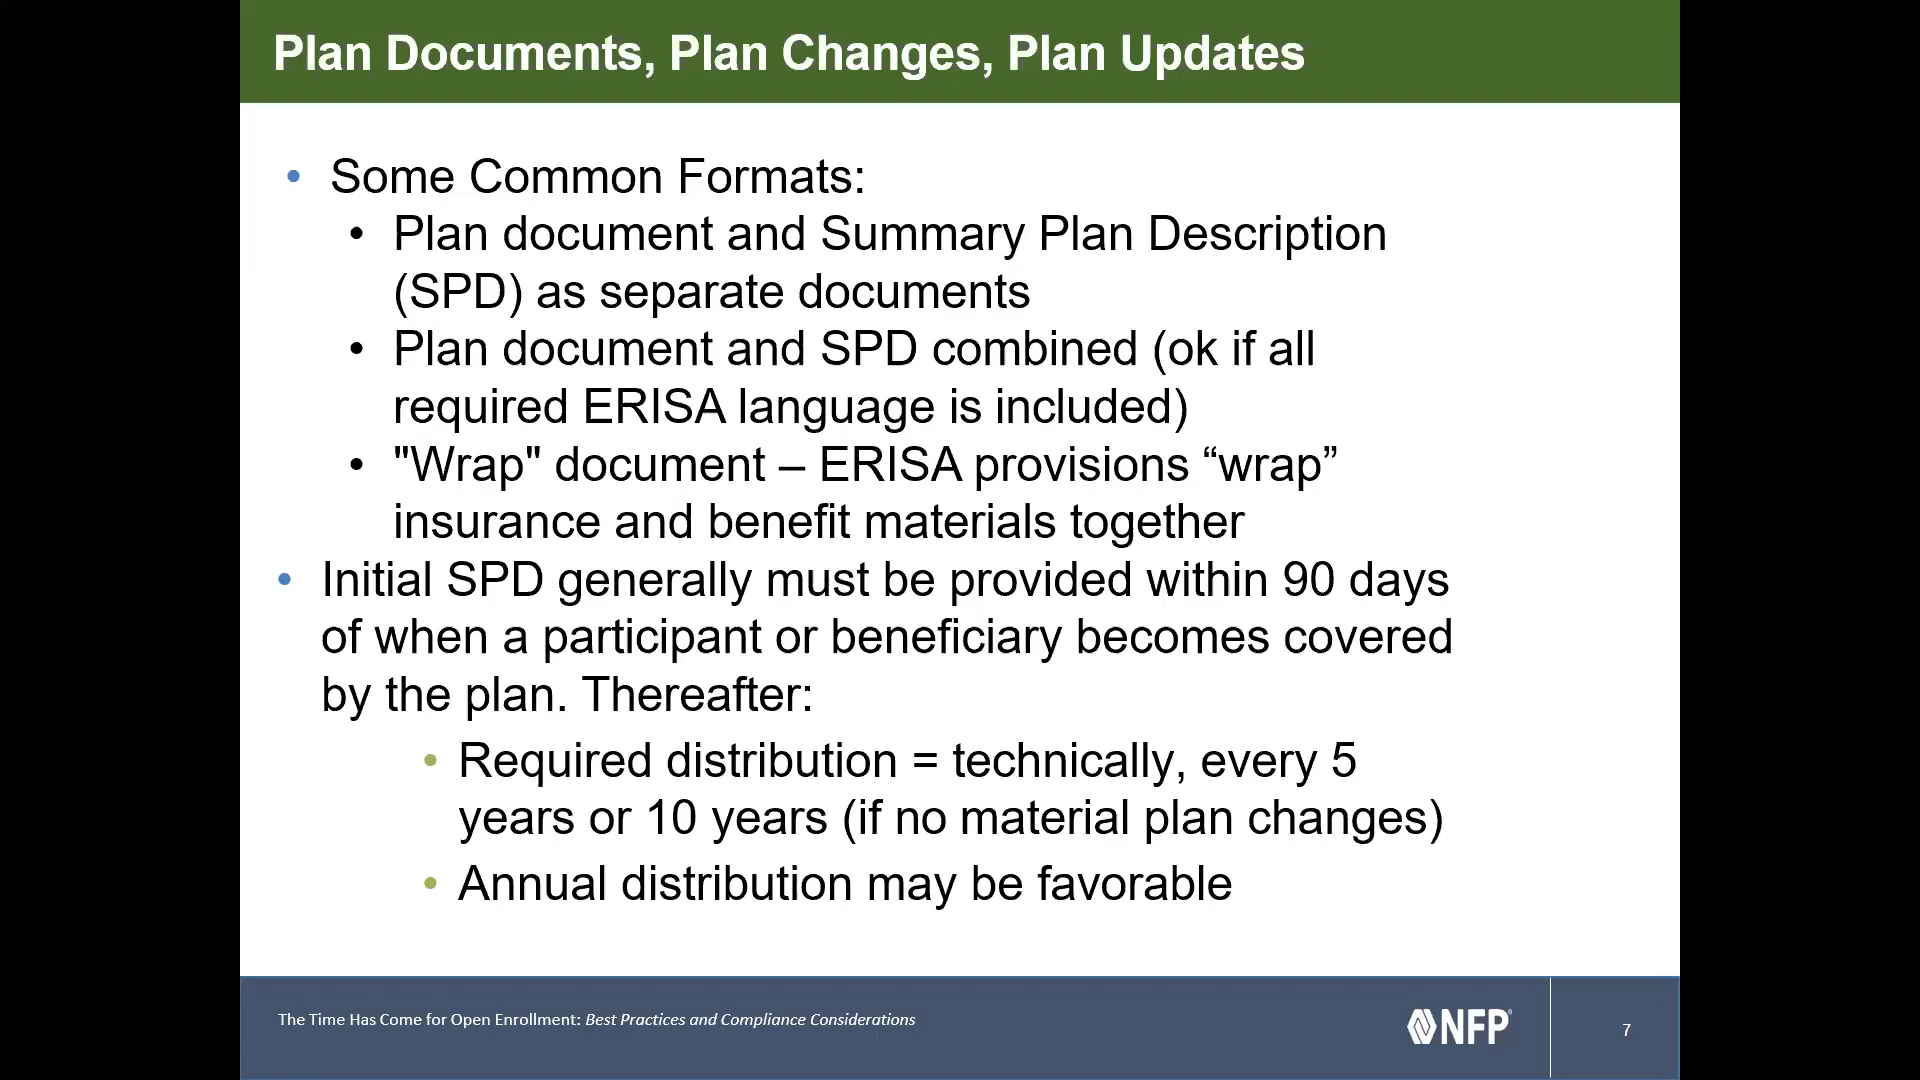 Plan Documents, Plan Changes, Plan Updates
• Some Common Formats:
• Plan document and Summary Plan Description
(SPD) as separate documents
• Plan document and SPD combined (ok if all
required ERISA language is included)
• "Wrap" document – ERISA provisions “wrap”
insurance and benefit materials together
• Initial SPD generally must be provided within 90 days
of when a participant or beneficiary becomes covered
by the plan. Thereafter:
• Required distribution = technically, every 5
years or 10 years (if no material plan changes)
• Annual distribution may be favorable
The Time Has Come for Open Enrollment: Best Practices and Compliance Considerations
NFP
7